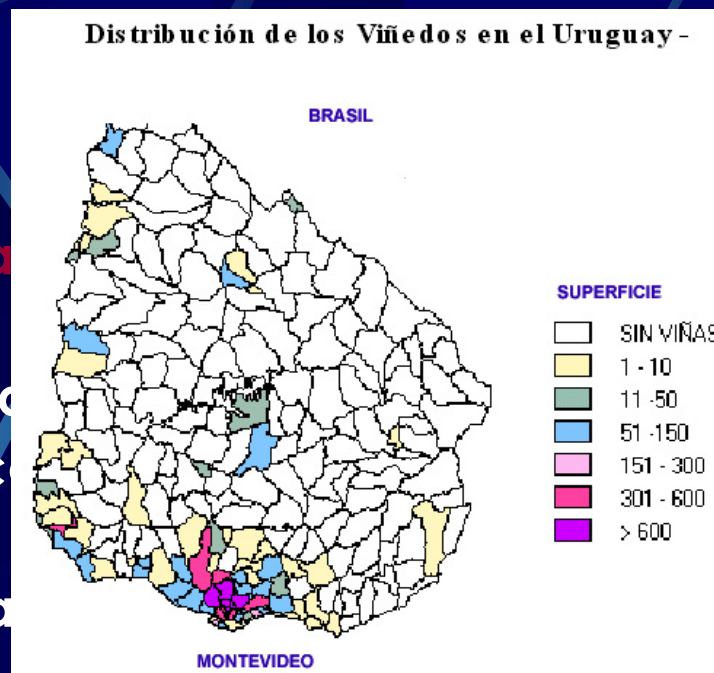 Distribución de los Viñedos en el Uruguay -
BRASIL
SUPERFICIE
SIN VIÑAS
1 - 10
11 -50
51 -150
151 - 300
301 - 600
> 600
MONTEVIDEO